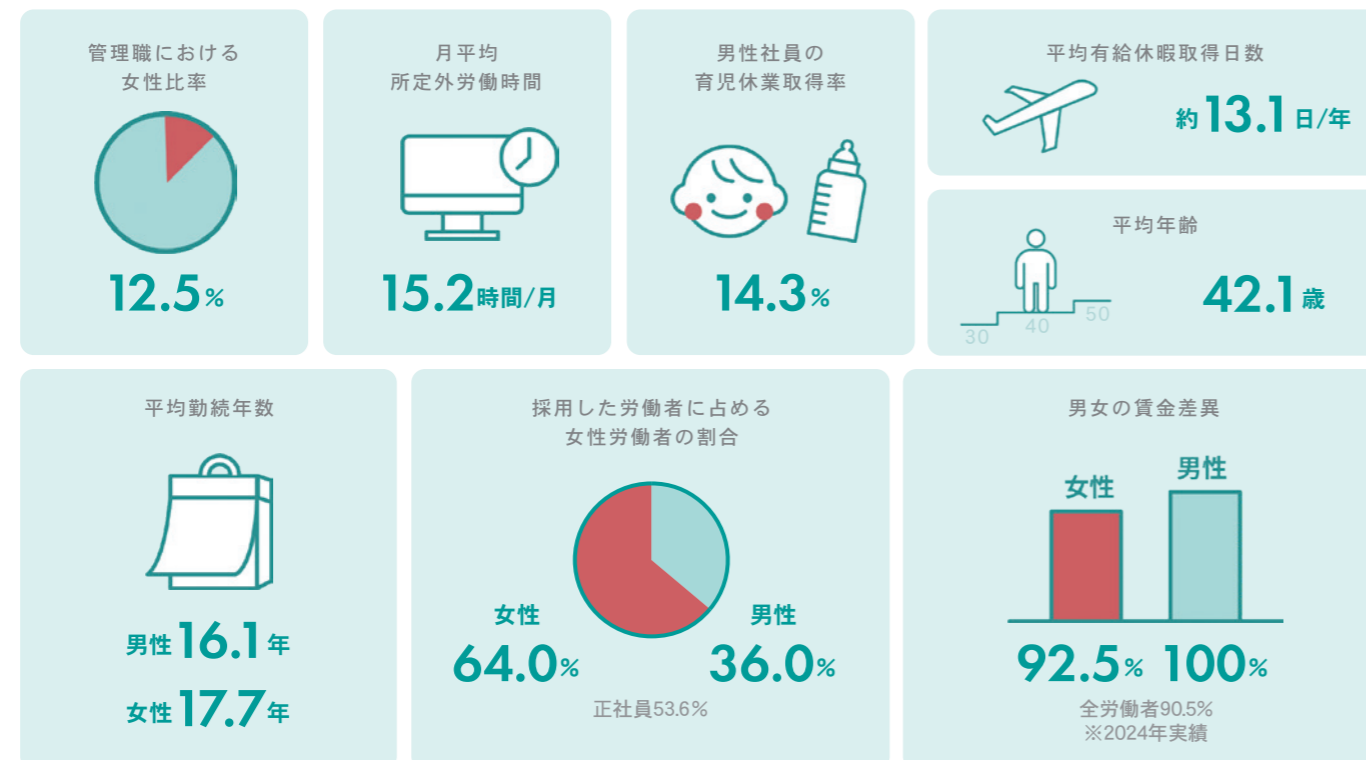 管理職における
女性比率
12.5%
月平均
所定外労働時間
15.2時間/月
男性社員の
育児休業取得率
14.3%
平均有給休暇取得日数
約13.1日/年
平均年齢
30
40
50
42.1歳
平均勤続年数
男性16.1年
女性17.7年
採用した労働者に占める
女性労働者の割合
女性
64.0%
男性
36.0%
正社員53.6%
男女の賃金差異
女性
男性
92.5% 100%
全労働者90.5%
※2024年実績